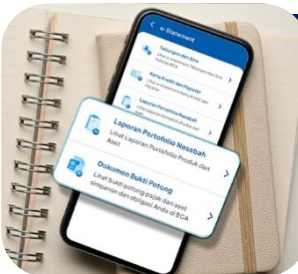 e-Statement
Tabungan dan Giro
Kartu Kredit dan Paylater
Laporan Portofolio Nasabah
Laporan Portofolio Nasabah
Lihat Laporan Portofolio Produk dan
Aset
Dokumen Bukti Potong
Lihat bukti potong pajak dari aset
simpanan dan obligasi Anda di BCA